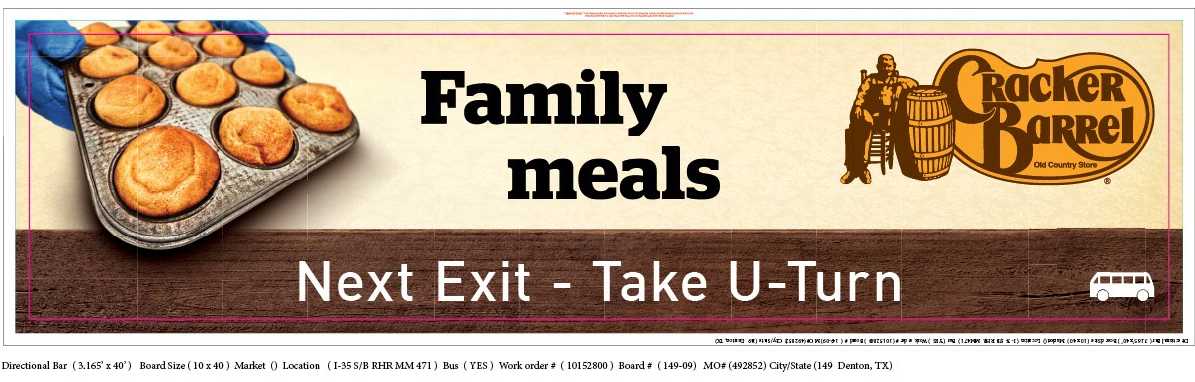 Family
meals
CRACKER
BARREL
Old Country Store
®
Next Exit - Take U-Turn
Directional Bar ( 3.165' x 40' ) Board Size ( 10 x 40 ) Market () Location ( I-35 S/B RHR MM 471 ) Bus ( YES ) Work order # ( 10152800 ) Board # ( 149-09) MO# (492852) City/State (149 Denton, TX)